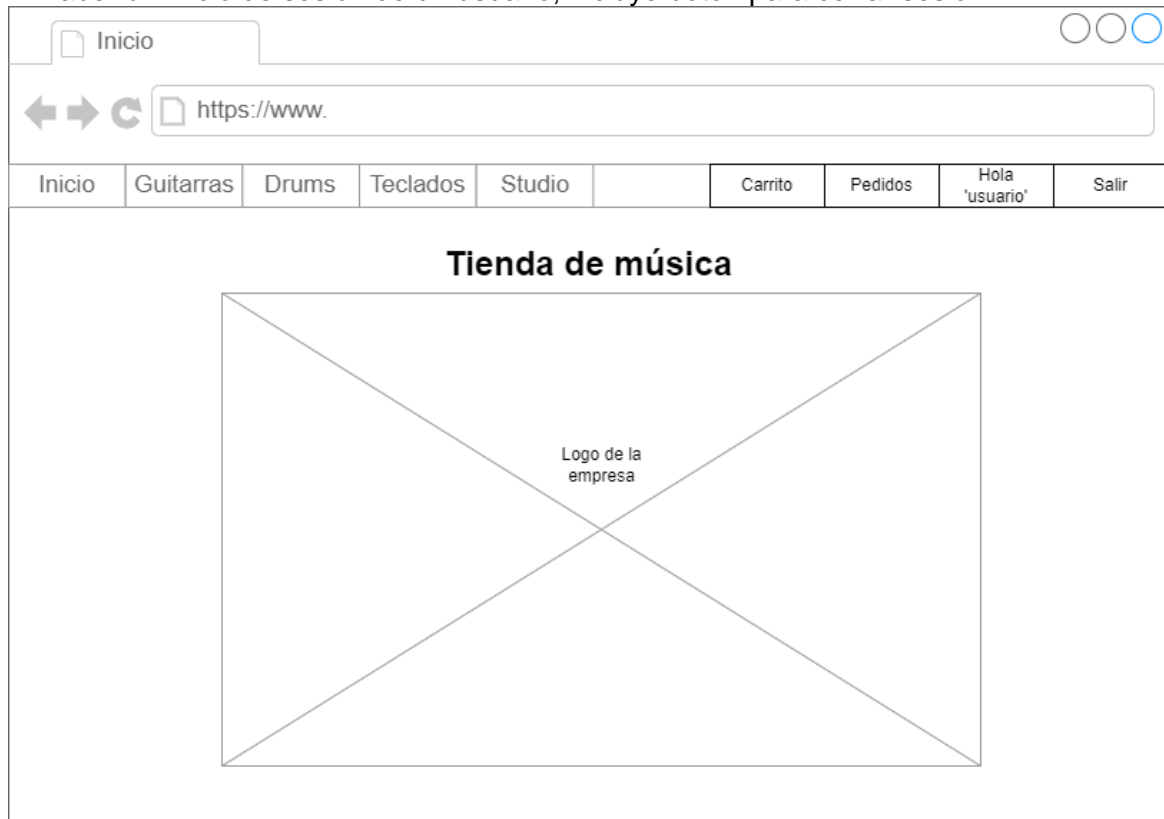 Inicio
https://www.
Inicio Guitarras Drums Teclados Studio Carrito Pedidos Hola 'usuario' Salir
Tienda de música
Logo de la
empresa